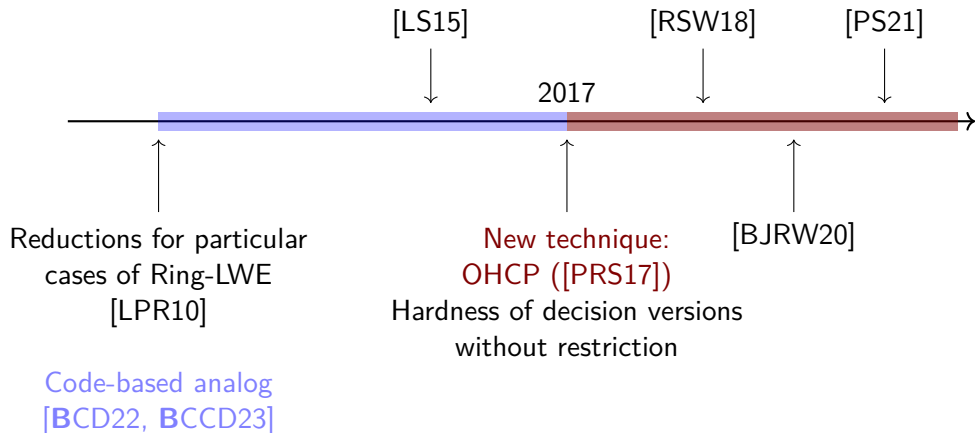 [LS15]
[RSW18]
[PS21]
2017
Reductions for particular
cases of Ring-LWE
[LPR10]
New technique:
OHCP ([PRS17])
Hardness of decision versions
without restriction
[BJRW20]
Code-based analog
[BCD22, BCCD23]